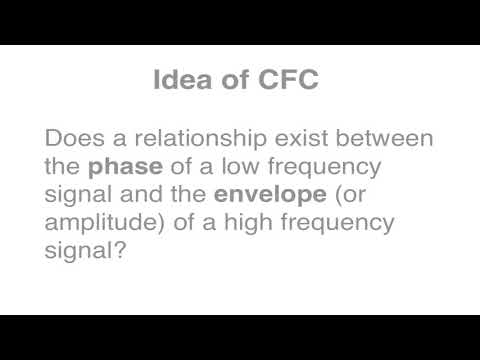 Idea of CFC
Does a relationship exist between
the phase of a low frequency
signal and the envelope (or
amplitude) of a high frequency
signal?